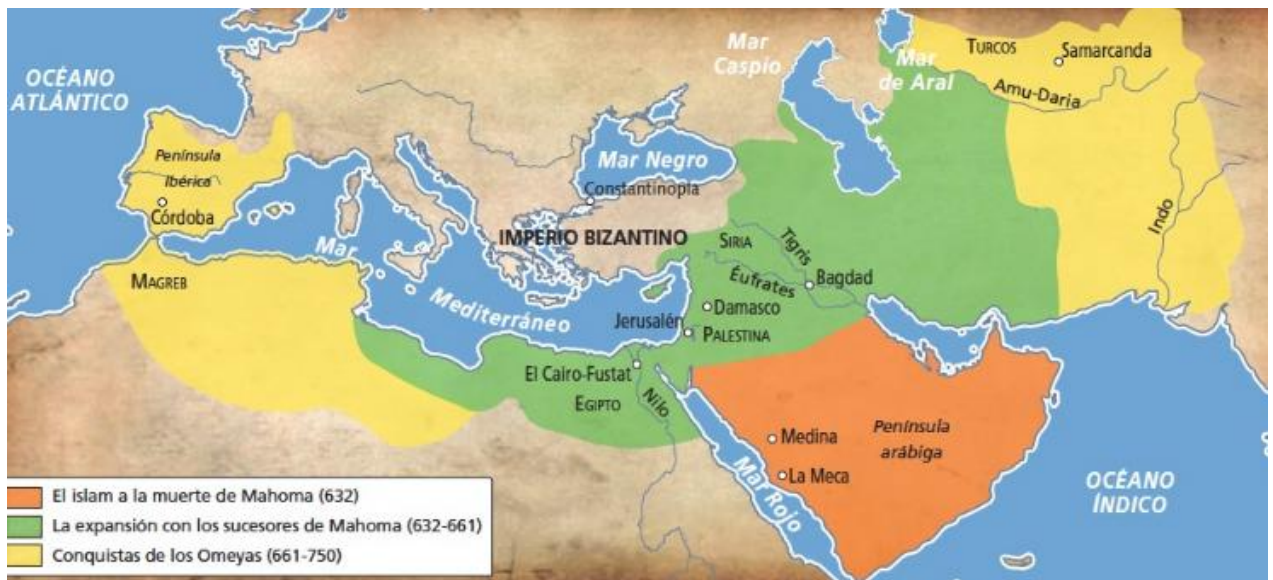 OCÉANO
ATLÁNTICO
Península
Ibérica
Córdoba
MAGREB
Mar
Mediterráneo
Mar Negro
Constantinopla
IMPERIO BIZANTINO
Mar
Caspio
Mar
de Aral
TURCOS
Samarcanda
Amu-Daria
Indo
SIRIA
Tigris
Éufrates
Bagdad
Damasco
Jerusalén
PALESTINA
El Cairo-Fustat
EGIPTO
Nilo
Mar Rojo
Medina
La Meca
Península
arábiga
OCÉANO
ÍNDICO
El islam a la muerte de Mahoma (632)
La expansión con los sucesores de Mahoma (632-661)
Conquistas de los Omeyas (661-750)